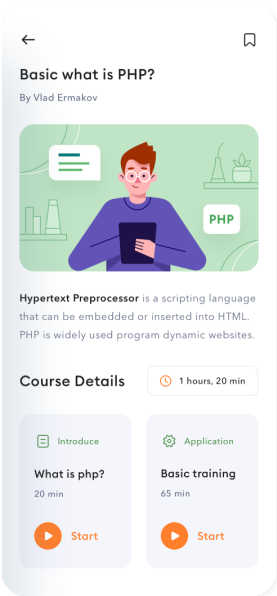 Basic what is PHP?
By Vlad Ermakov
PHP
Hypertext Preprocessor is a scripting language
that can be embedded or inserted into HTML.
PHP is widely used program dynamic websites.
Course Details
1 hours, 20 min
Introduce
What is php?
20 min
Start
Application
Basic training
65 min
Start